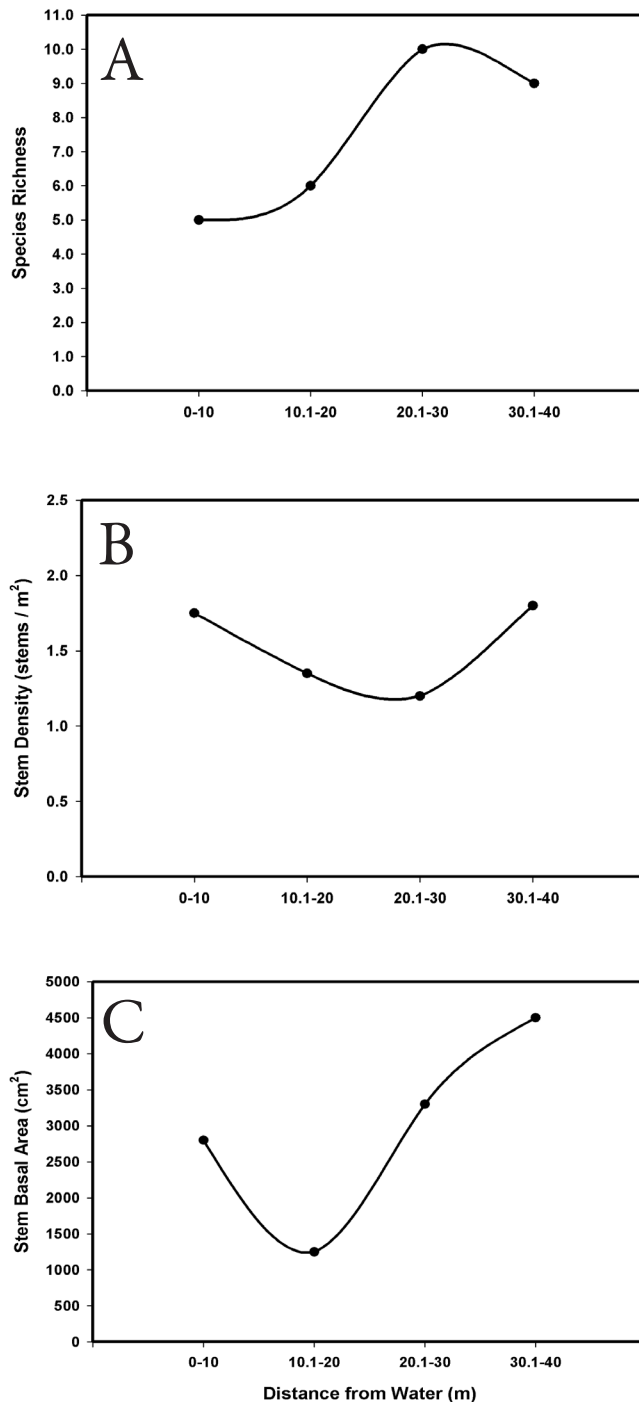 A
Species Richness
11.0
10.0
9.0
8.0
7.0
6.0
5.0
4.0
3.0
2.0
1.0
0.0
0-10 10.1-20 20.1-30 30.1-40
B
Stem Density (stems / m²)
2.5
2.0
1.5
1.0
0.5
0.0
0-10 10.1-20 20.1-30 30.1-40
C
Stem Basal Area (cm²)
5000
4500
4000
3500
3000
2500
2000
1500
1000
500
0
0-10 10.1-20 20.1-30 30.1-40
Distance from Water (m)